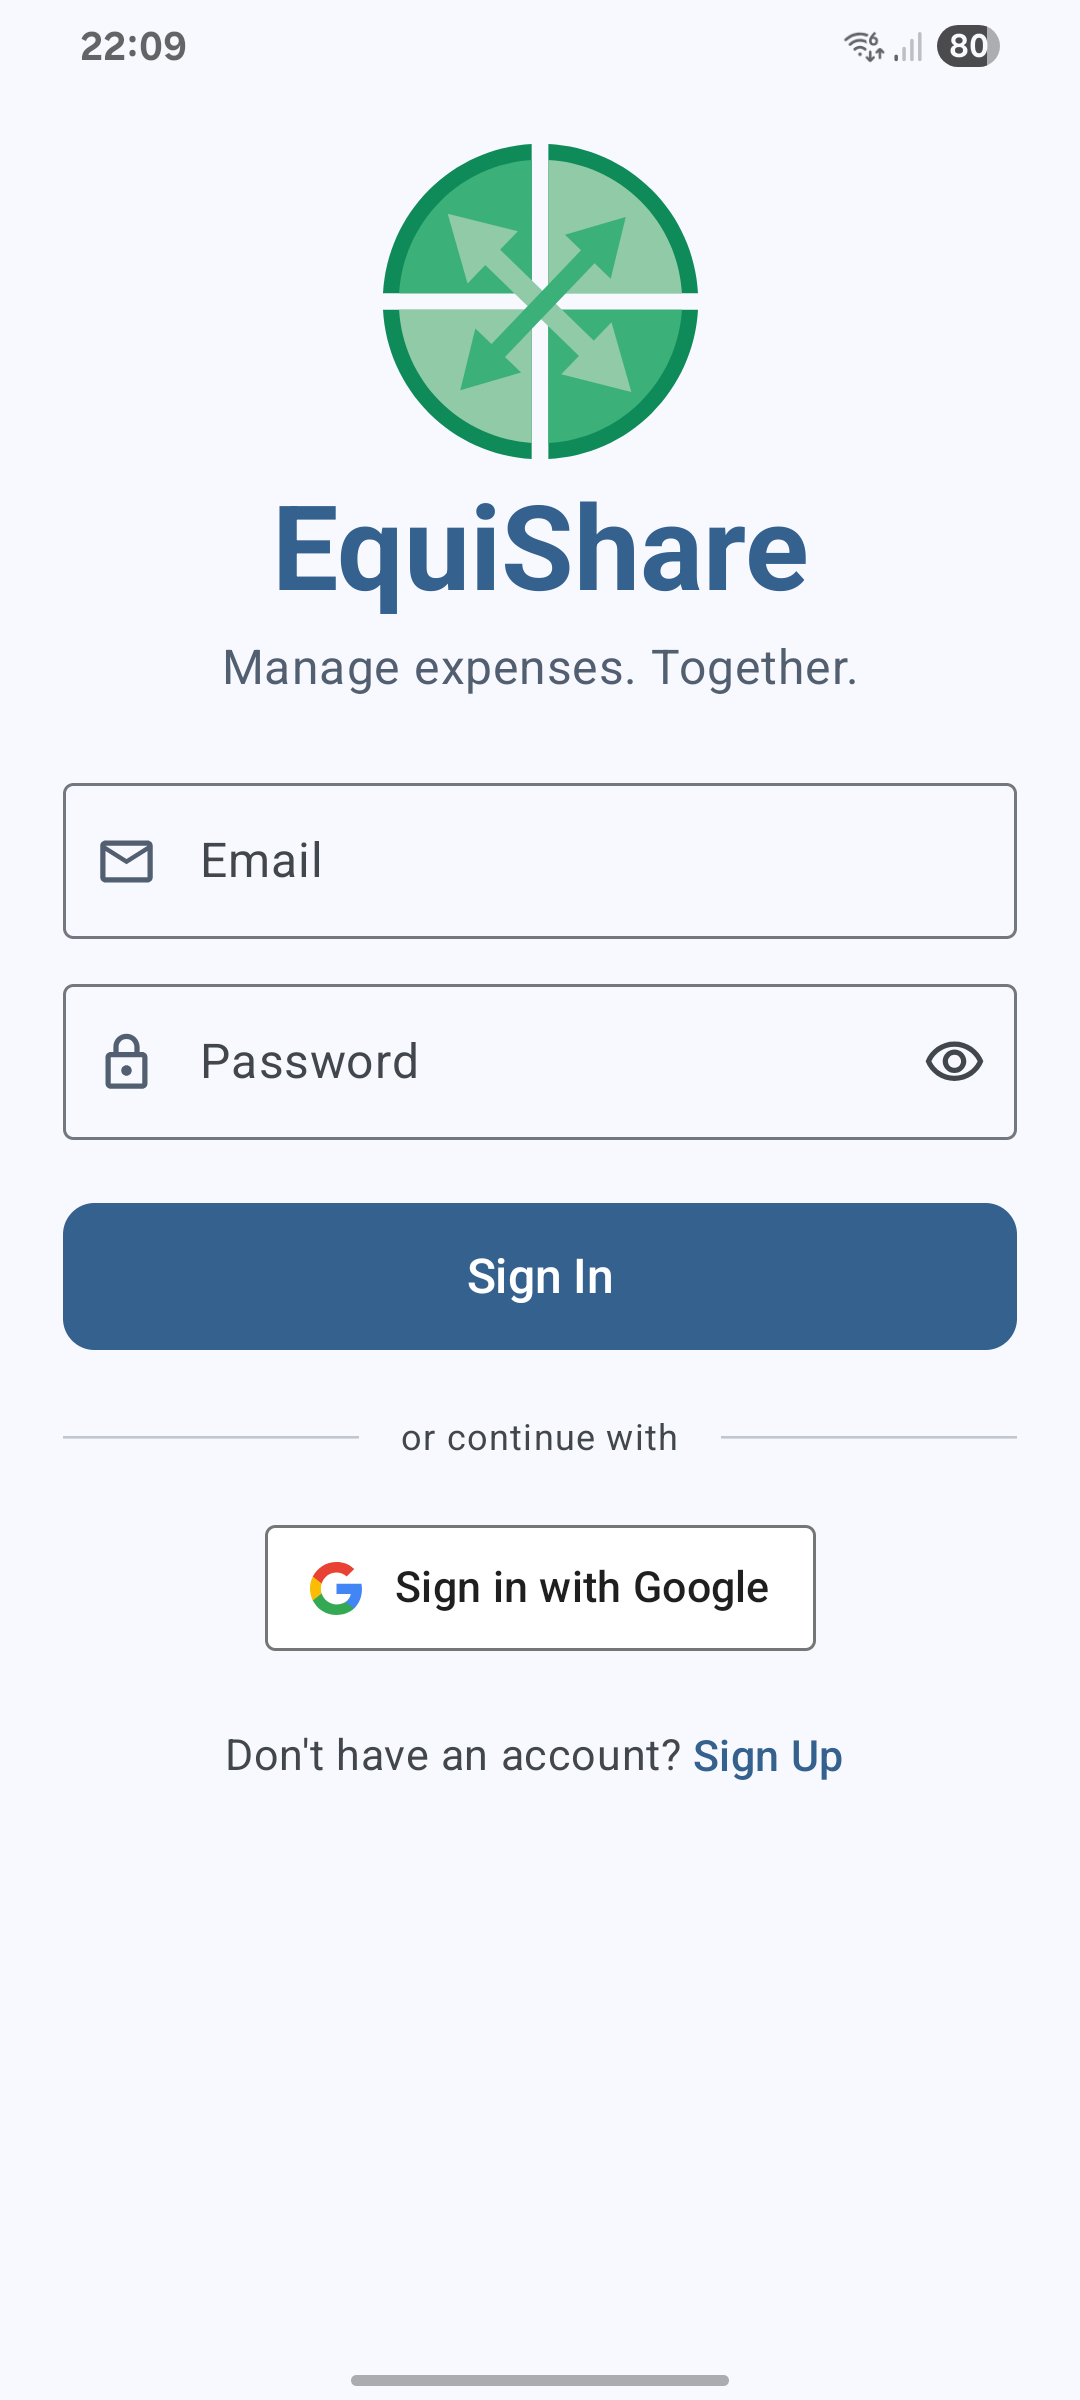 22:09
6
80
EquiShare
Manage expenses. Together.
Email
Password
Sign In
or continue with
Sign in with Google
Don't have an account? Sign Up